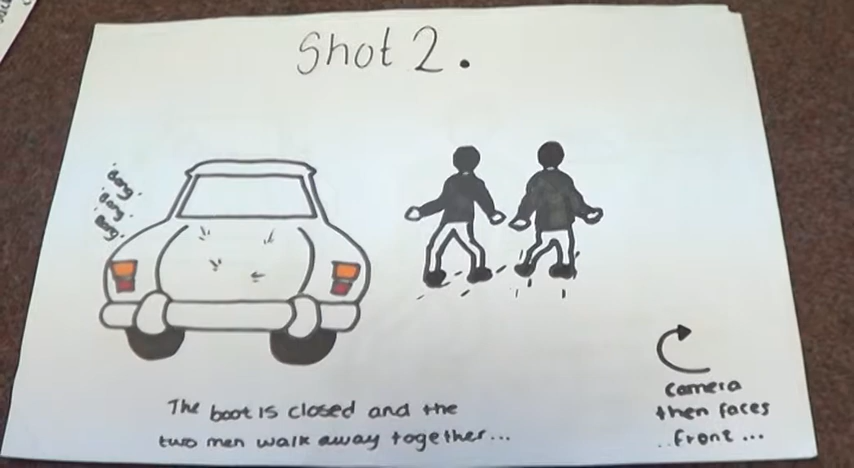 Shot 2.
'Bang'
'Bang'
'Bang'
The boot is closed and the
two men walk away together...
camera
then faces
..front...